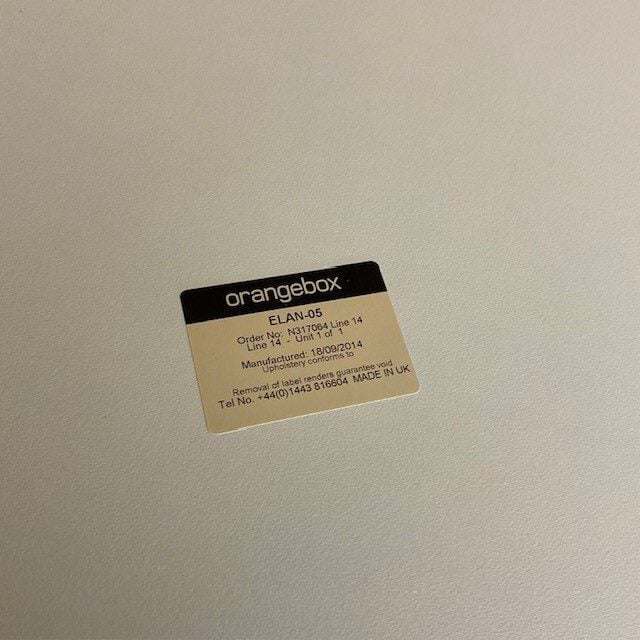 orangebox
ELAN-05
Order No: N317064 Line 14
Line 14 - Unit 1 of 1
Manufactured: 18/09/2014
Upholstery conforms to
Removal of label renders guarantee void
Tel No. +44(0)1443 816604 MADE IN UK